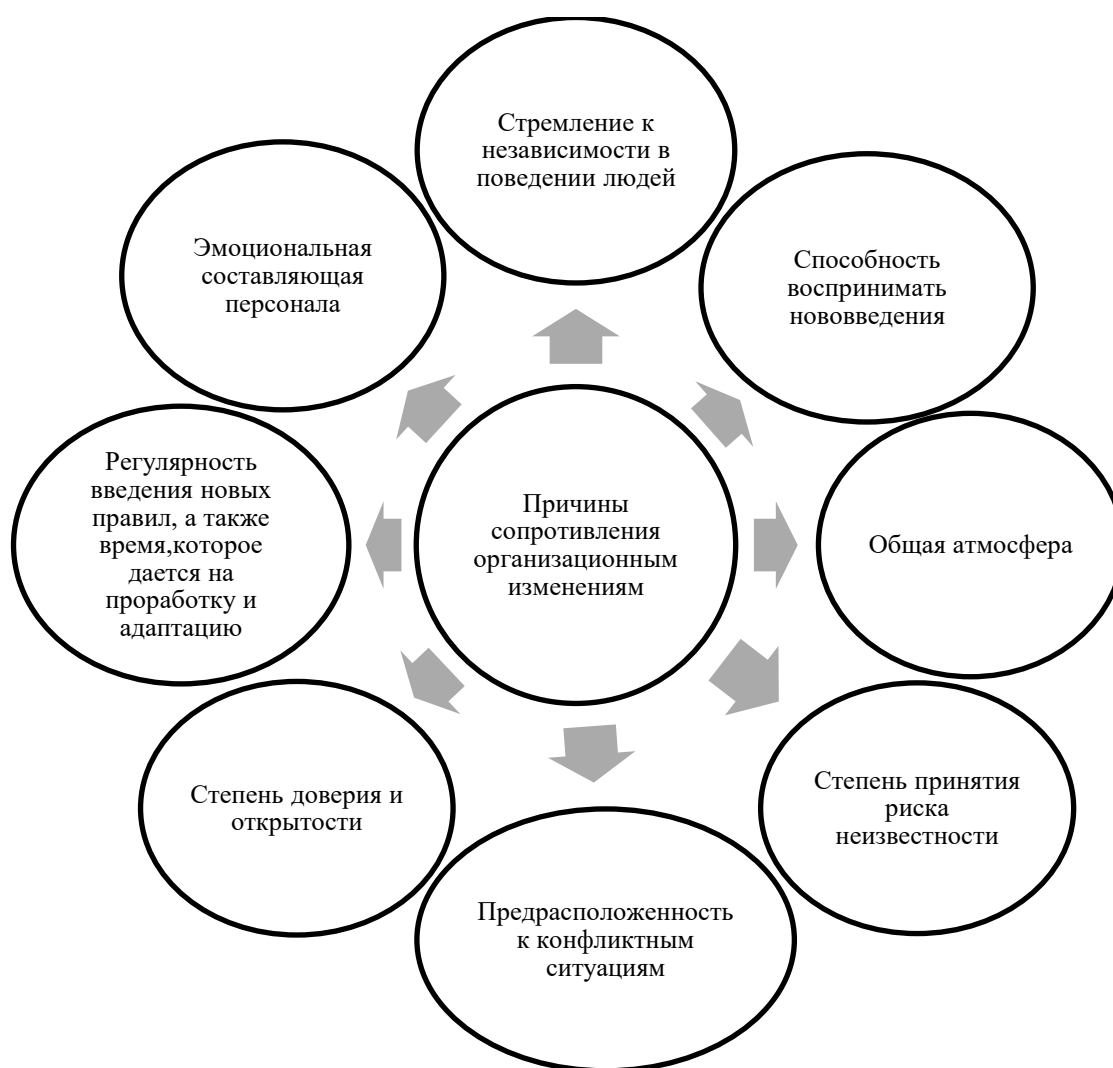 Стремление к
независимости в
поведении людей
Способность
воспринимать
нововведения
Общая атмосфера
Степень принятия
риска
неизвестности
Предрасположенность
к конфликтным
ситуациям
Степень доверия и
открытости
Регулярность
введения новых
правил, а также
время,которое
дается на
проработку и
адаптацию
Эмоциональная
составляющая
персонала
Причины
сопротивления
организационным
изменениям